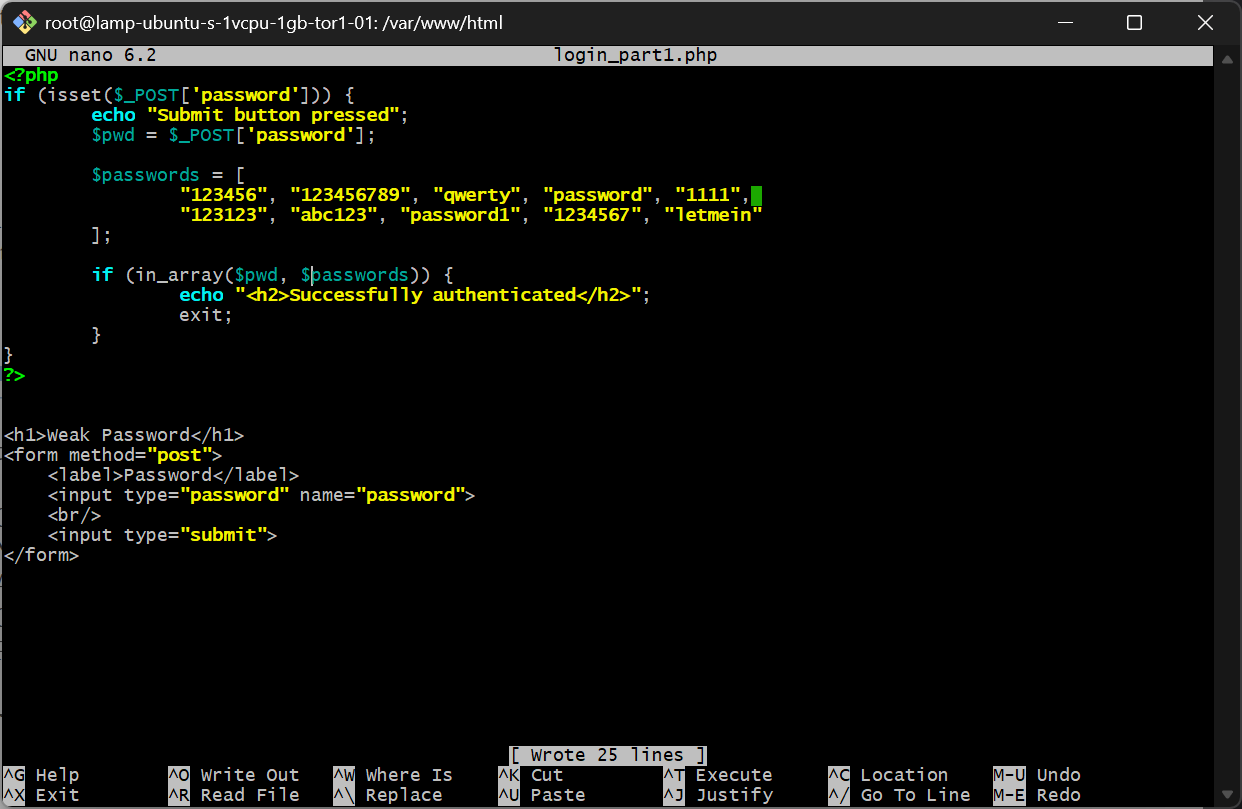 root@lamp-ubuntu-s-1vcpu-1gb-tor1-01: /var/www/html
GNU nano 6.2 login_part1.php
<?php
if (isset($_POST['password'])) {
        echo "Submit button pressed";
        $pwd = $_POST['password'];

        $passwords = [
                "123456", "123456789", "qwerty", "password", "1111",
                "123123", "abc123", "password1", "1234567", "letmein"
        ];

        if (in_array($pwd, $passwords)) {
                echo "<h2>Successfully authenticated</h2>";
                exit;
        }
}
?>

<h1>Weak Password</h1>
<form method="post">
    <label>Password</label>
    <input type="password" name="password">
    <br/>
    <input type="submit">
</form>
[ Wrote 25 lines ]
^G Help ^O Write Out ^W Where Is ^K Cut ^T Execute ^C Location M-U Undo
^X Exit ^R Read File ^\ Replace ^U Paste ^J Justify ^/ Go To Line M-E Redo